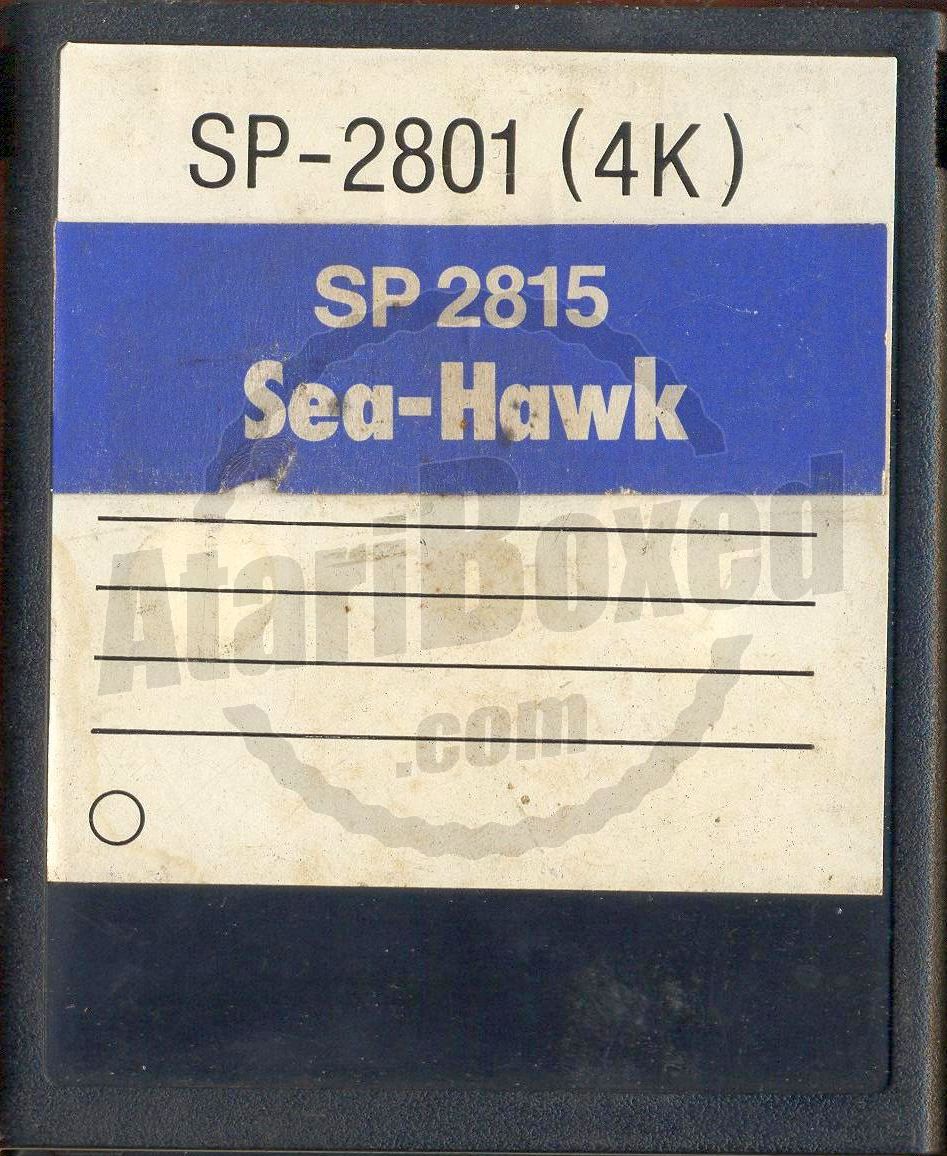 SP-2801 (4K)
SP 2815
Sea-Hawk
AtariBoxed
.com